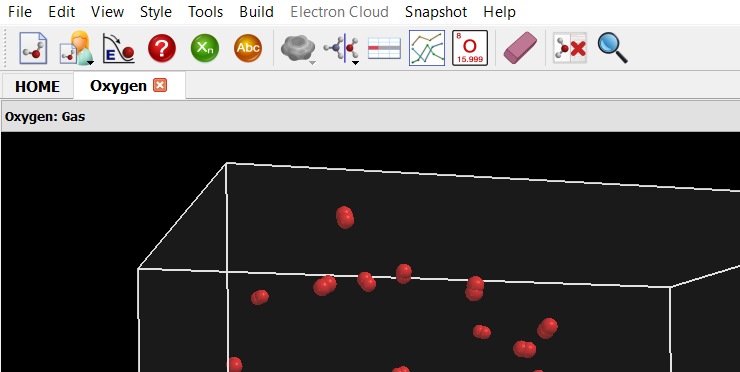 File Edit View Style Tools Build Electron Cloud Snapshot Help
E ? Xn Abc 8 O 15.999
HOME Oxygen
Oxygen: Gas